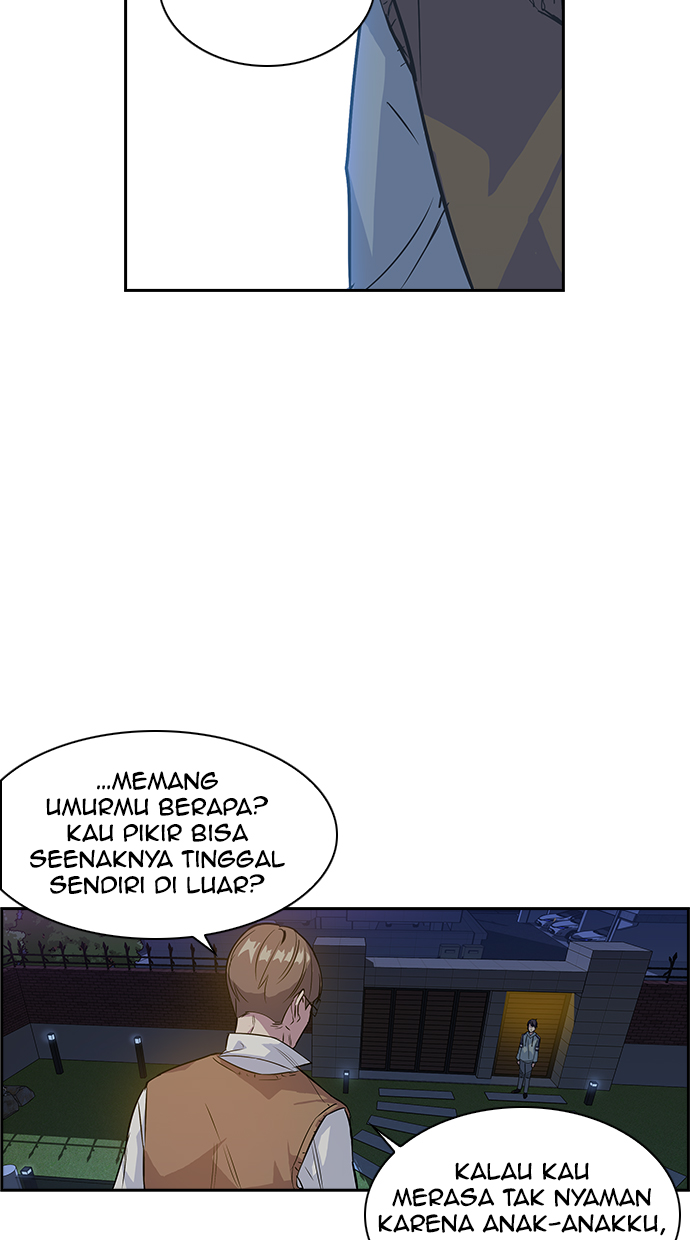 ...MEMANG
UMURMU BERAPA?
KAU PIKIR BISA
SEENAKNYA TINGGAL
SENDIRI DI LUAR?
KALAU KAU
MERASA TAK NYAMAN
KARENA ANAK-ANAKKU,